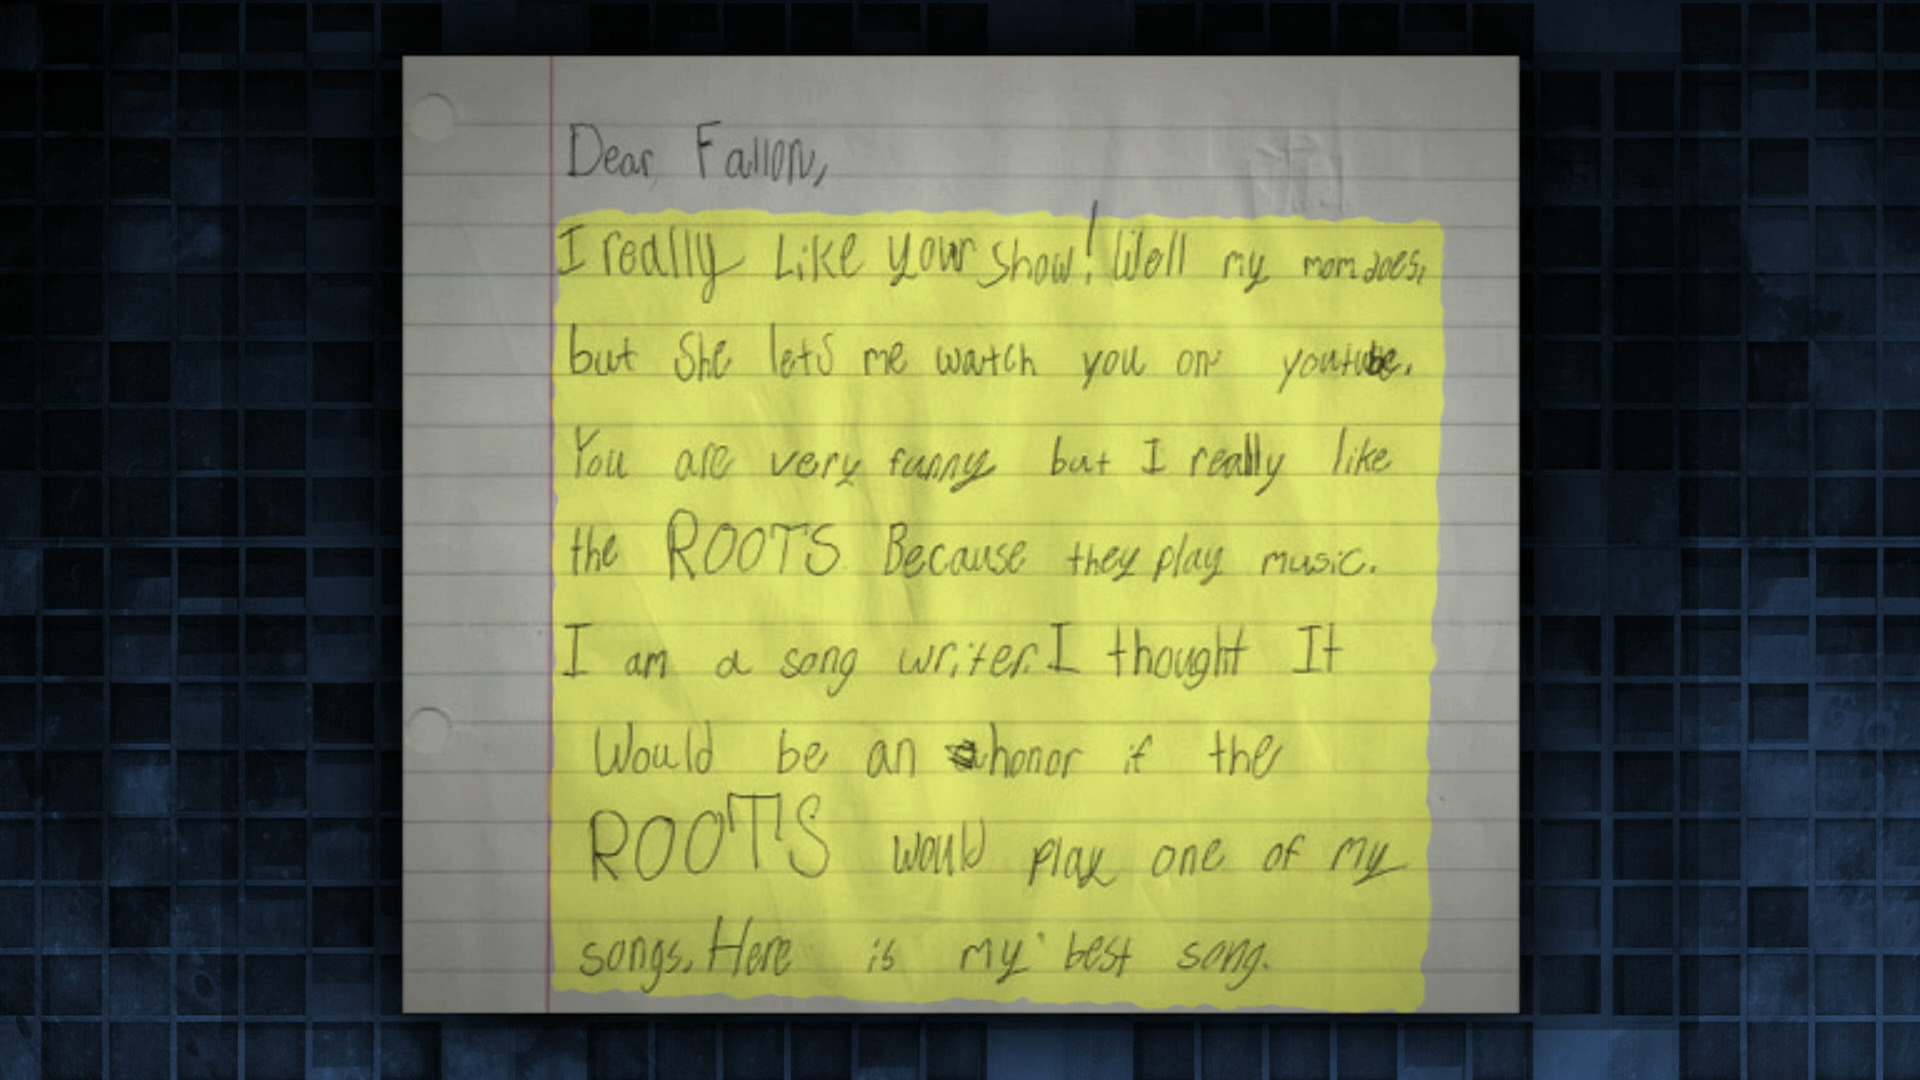 Dear Fallon,
I really Like your show! Well my mom does,
but She lets me watch you on youtube.
You are very funny but I really like
the ROOTS Because they play music.
I am a song writer. I thought It
Would be an honor if the
ROOTS would play one of my
songs. Here is my best song.